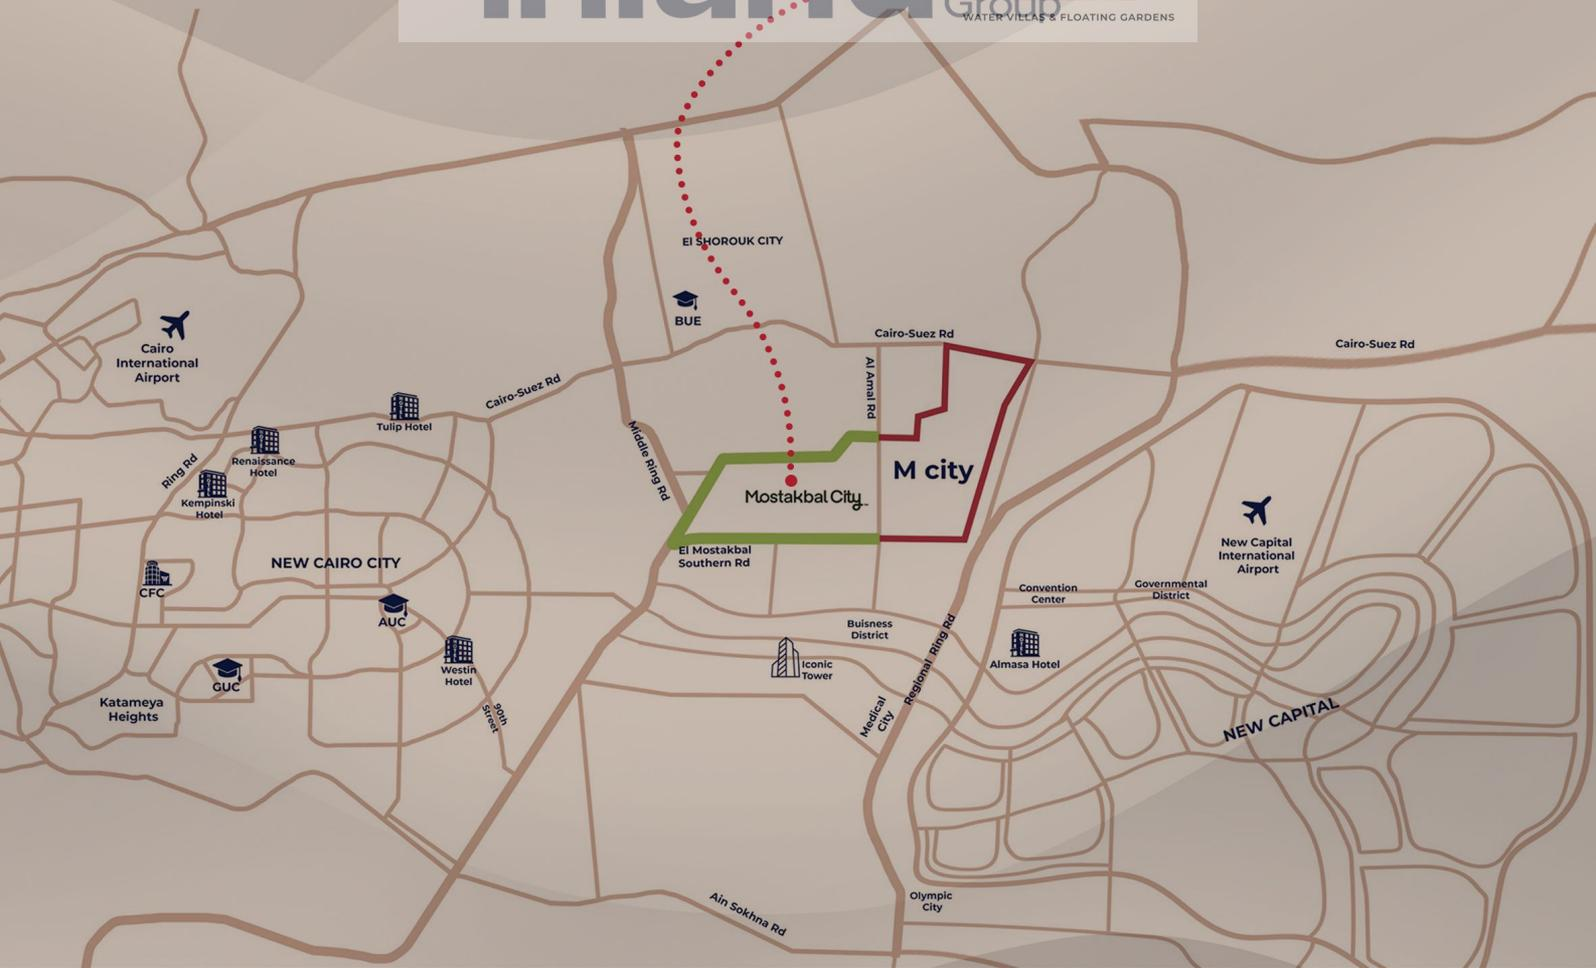 inland
Group
WATER VILLAS & FLOATING GARDENS
El SHOROUK CITY
BUE
Cairo
International
Airport
Cairo-Suez Rd
Cairo-Suez Rd
Cairo-Suez Rd
Al Amal Rd
Tulip Hotel
Renaissance
Hotel
Ring Rd
Kempinski
Hotel
Middle Ring Rd
M city
Mostakbal City
El Mostakbal
Southern Rd
New Capital
International
Airport
NEW CAIRO CITY
CFC
AUC
Convention
Center
Governmental
District
Buisness
District
Regional Ring Rd
Iconic
Tower
Almasa Hotel
Westin
Hotel
GUC
Katameya
Heights
90th
Street
Medical
City
NEW CAPITAL
Ain Sokhna Rd
Olympic
City